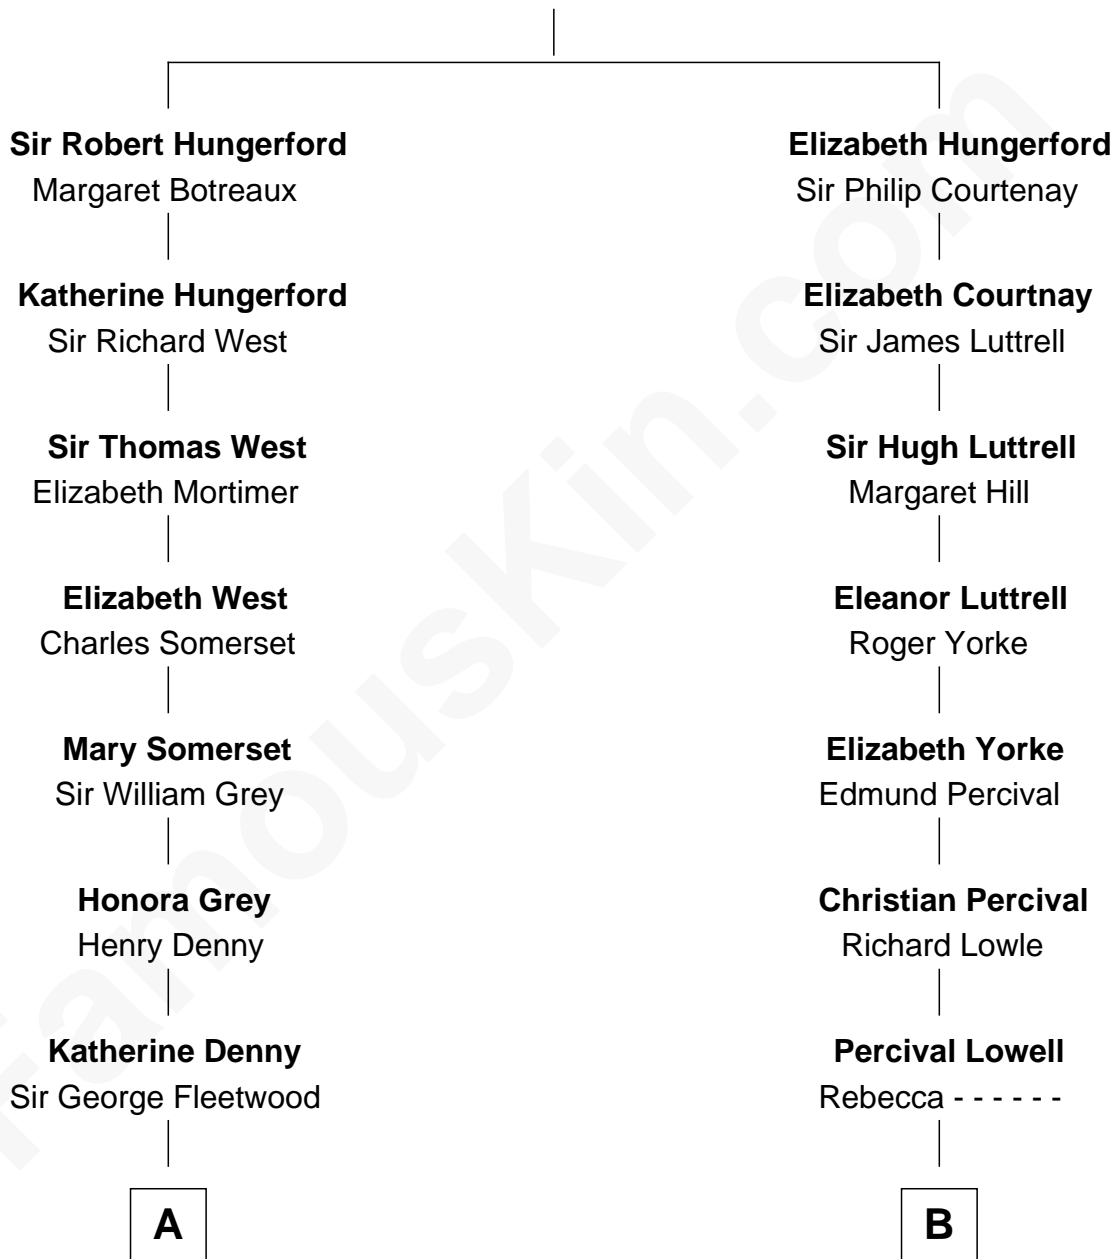 Sir Robert Hungerford
Margaret Botreaux
Katherine Hungerford
Sir Richard West
Sir Thomas West
Elizabeth Mortimer
Elizabeth West
Charles Somerset
Mary Somerset
Sir William Grey
Honora Grey
Henry Denny
Katherine Denny
Sir George Fleetwood
A
Elizabeth Hungerford
Sir Philip Courtenay
Elizabeth Courtnay
Sir James Luttrell
Sir Hugh Luttrell
Margaret Hill
Eleanor Luttrell
Roger Yorke
Elizabeth Yorke
Edmund Percival
Christian Percival
Richard Lowle
Percival Lowell
Rebecca - - - - - -
B
FamousKin.com